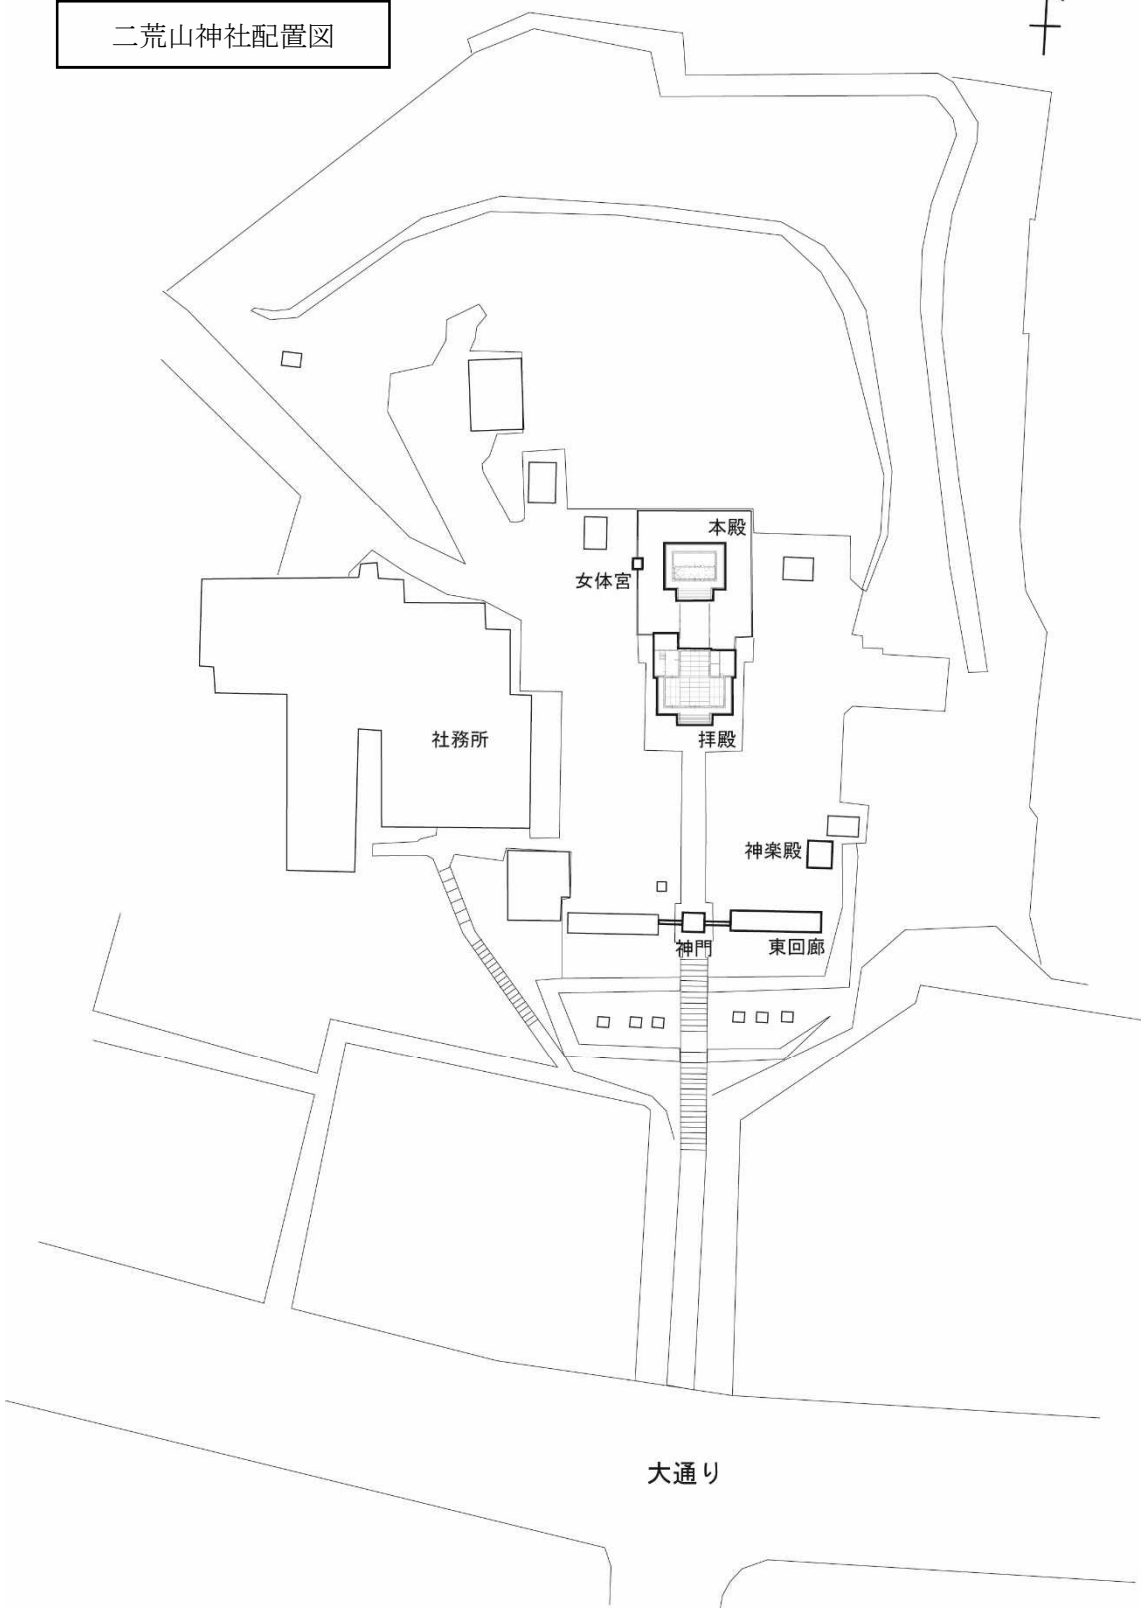 二荒山神社配置図
本殿
女体宮
社務所
拝殿
神楽殿
神門
東回廊
大通り